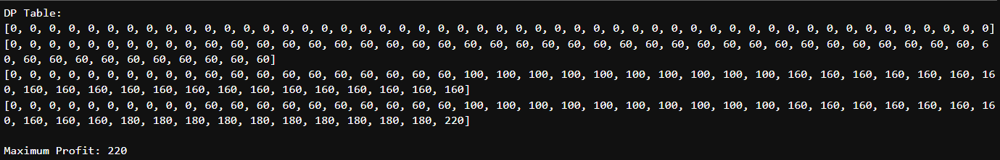 DP Table:
[0, 0, 0, 0, 0, 0, 0, 0, 0, 0, 0, 0, 0, 0, 0, 0, 0, 0, 0, 0, 0, 0, 0, 0, 0, 0, 0, 0, 0, 0, 0, 0, 0, 0, 0, 0, 0, 0, 0, 0, 0, 0, 0, 0, 0, 0, 0, 0, 0, 0, 0]
[0, 0, 0, 0, 0, 0, 0, 0, 0, 0, 60, 60, 60, 60, 60, 60, 60, 60, 60, 60, 60, 60, 60, 60, 60, 60, 60, 60, 60, 60, 60, 60, 60, 60, 60, 60, 60, 60, 60, 60, 6
0, 60, 60, 60, 60, 60, 60, 60, 60, 60, 60]
[0, 0, 0, 0, 0, 0, 0, 0, 0, 0, 60, 60, 60, 60, 60, 60, 60, 60, 60, 60, 100, 100, 100, 100, 100, 100, 100, 100, 100, 100, 160, 160, 160, 160, 160, 160, 16
0, 160, 160, 160, 160, 160, 160, 160, 160, 160, 160, 160, 160, 160, 160]
[0, 0, 0, 0, 0, 0, 0, 0, 0, 0, 60, 60, 60, 60, 60, 60, 60, 60, 60, 60, 100, 100, 100, 100, 100, 100, 100, 100, 100, 100, 160, 160, 160, 160, 160, 160, 16
0, 160, 160, 160, 180, 180, 180, 180, 180, 180, 180, 180, 180, 180, 220]
Maximum Profit: 220